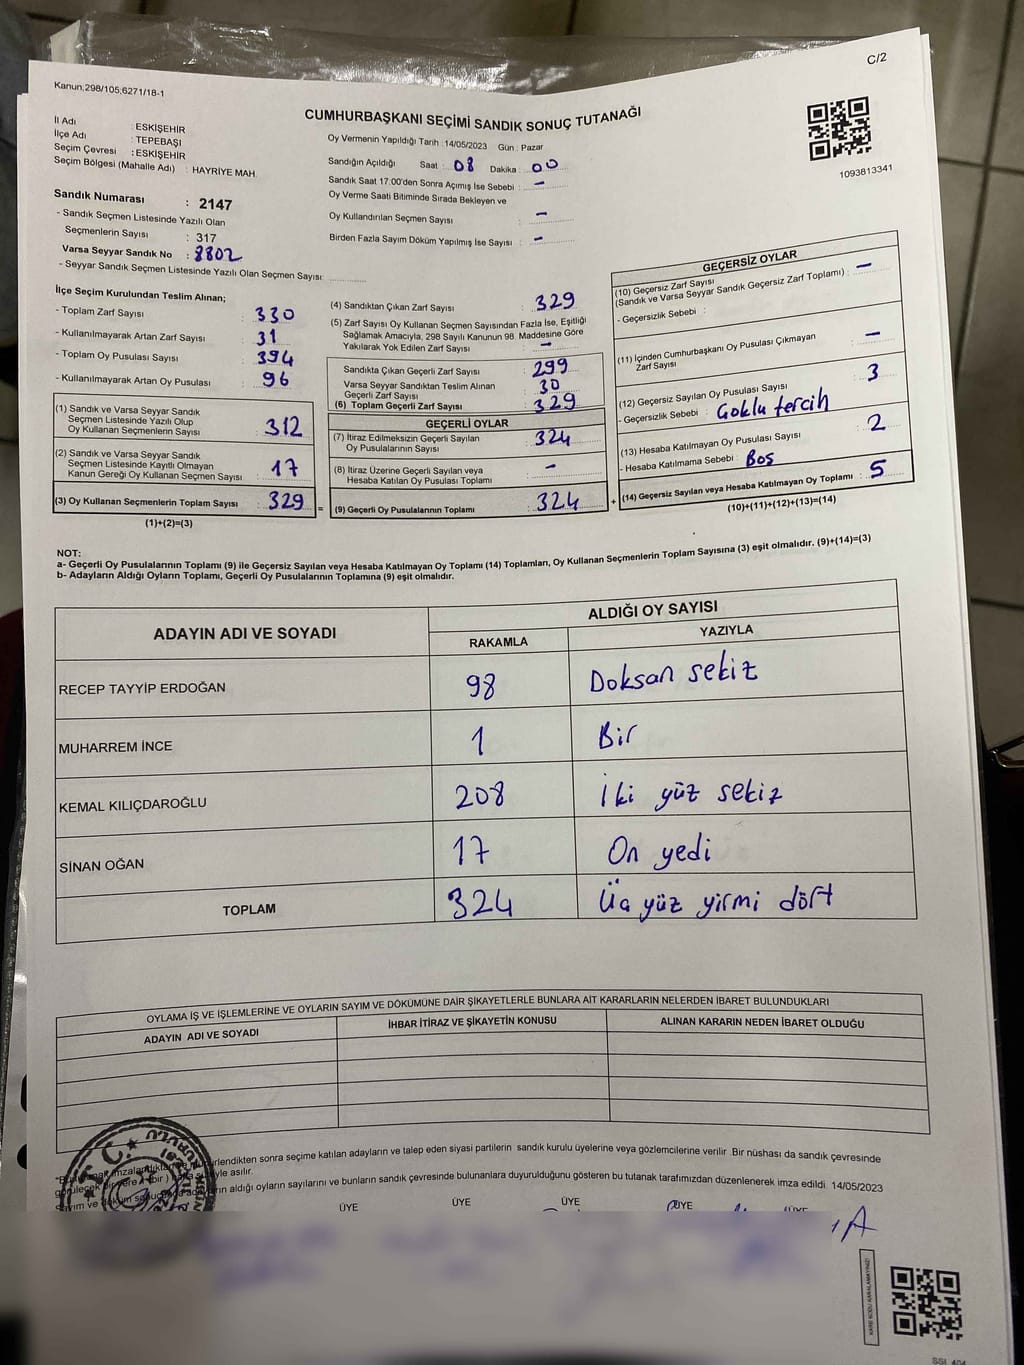 C/2
Kanun;298/105;6271/18-1
CUMHURBAŞKANI SEÇİMİ SANDIK SONUÇ TUTANAĞI
İl Adı : ESKİŞEHİR
İlçe Adı : TEPEBAŞI
Seçim Çevresi : ESKİŞEHİR
Seçim Bölgesi (Mahalle Adı) : HAYRİYE MAH.
Sandık Numarası : 2147
- Sandık Seçmen Listesinde Yazılı Olan
Seçmenlerin Sayısı : 317
Varsa Seyyar Sandık No : 8802
- Seyyar Sandık Seçmen Listesinde Yazılı Olan Seçmen Sayısı:
Oy Vermenin Yapıldığı Tarih : 14/05/2023 Gün : Pazar
Sandığın Açıldığı Saat : 08 Dakika : 00
Sandık Saat 17:00'den Sonra Açımış İse Sebebi : -
Oy Verme Saati Bitiminde Sırada Bekleyen ve
Oy Kullandırılan Seçmen Sayısı : -
Birden Fazla Sayım Döküm Yapılmış İse Sayısı : -
1093813341
İlçe Seçim Kurulundan Teslim Alınan;
- Toplam Zarf Sayısı : 330
- Kullanılmayarak Artan Zarf Sayısı : 31
- Toplam Oy Pusulası Sayısı : 394
- Kullanılmayarak Artan Oy Pusulası : 96
(1) Sandık ve Varsa Seyyar Sandık
Seçmen Listesinde Yazılı Olup
Oy Kullanan Seçmenlerin Sayısı : 312
(2) Sandık ve Varsa Seyyar Sandık
Seçmen Listesinde Kayıtlı Olmayan
Kanun Gereği Oy Kullanan Seçmen Sayısı : 17
(3) Oy Kullanan Seçmenlerin Toplam Sayısı : 329 =
(1)+(2)=(3)
(4) Sandıktan Çıkan Zarf Sayısı : 329
(5) Zarf Sayısı Oy Kullanan Seçmen Sayısından Fazla İse, Eşitliği
Sağlamak Amacıyla, 298 Sayılı Kanunun 98. Maddesine Göre
Yakılarak Yok Edilen Zarf Sayısı : -
Sandıkta Çıkan Geçerli Zarf Sayısı : 299
Varsa Seyyar Sandıktan Teslim Alınan
Geçerli Zarf Sayısı : 30
(6) Toplam Geçerli Zarf Sayısı : 329
GEÇERLİ OYLAR
(7) İtiraz Edilmeksizin Geçerli Sayılan
Oy Pusulalarının Sayısı : 324
(8) İtiraz Üzerine Geçerli Sayılan veya
Hesaba Katılan Oy Pusulası Toplamı : -
(9) Geçerli Oy Pusulalarının Toplamı : 324 +
GEÇERSİZ OYLAR
(10) Geçersiz Zarf Sayısı
(Sandık ve Varsa Seyyar Sandık Geçersiz Zarf Toplamı) : -
- Geçersizlik Sebebi :
(11) İçinden Cumhurbaşkanı Oy Pusulası Çıkmayan
Zarf Sayısı : -
(12) Geçersiz Sayılan Oy Pusulası Sayısı : 3
- Geçersizlik Sebebi : Çoklu tercih
(13) Hesaba Katılmayan Oy Pusulası Sayısı : 2
- Hesaba Katılmama Sebebi : Boş
(14) Geçersiz Sayılan veya Hesaba Katılmayan Oy Toplamı : 5
(10)+(11)+(12)+(13)=(14)
NOT:
a- Geçerli Oy Pusulalarının Toplamı (9) ile Geçersiz Sayılan veya Hesaba Katılmayan Oy Toplamı (14) Toplamları, Oy Kullanan Seçmenlerin Toplam Sayısına (3) eşit olmalıdır. (9)+(14)=(3)
b- Adayların Aldığı Oyların Toplamı, Geçerli Oy Pusulalarının Toplamına (9) eşit olmalıdır.
ADAYIN ADI VE SOYADI ALDIĞI OY SAYISI
RAKAMLA YAZIYLA
RECEP TAYYİP ERDOĞAN 98 Doksan sekiz
MUHARREM İNCE 1 Bir
KEMAL KILIÇDAROĞLU 208 İki yüz sekiz
SİNAN OĞAN 17 On yedi
TOPLAM 324 Üç yüz yirmi dört
OYLAMA İŞ VE İŞLEMLERİNE VE OYLARIN SAYIM VE DÖKÜMÜNE DAİR ŞİKAYETLERLE BUNLARA AİT KARARLARIN NELERDEN İBARET BULUNDUKLARI
ADAYIN ADI VE SOYADI İHBAR İTİRAZ VE ŞİKAYETİN KONUSU ALINAN KARARIN NEDEN İBARET OLDUĞU
sonra seçime katılan adayların ve talep eden siyasi partilerin sandık kurulu üyelerine veya gözlemcilerine verilir. Bir nüshası da sandık çevresinde
asılır.
aldığı oyların sayılarını ve bunların sandık çevresinde bulunanlara duyurulduğunu gösteren bu tutanak tarafımızdan düzenlenerek imza edildi. 14/05/2023
ÜYE ÜYE ÜYE ÜYE ÜYE
T.C.